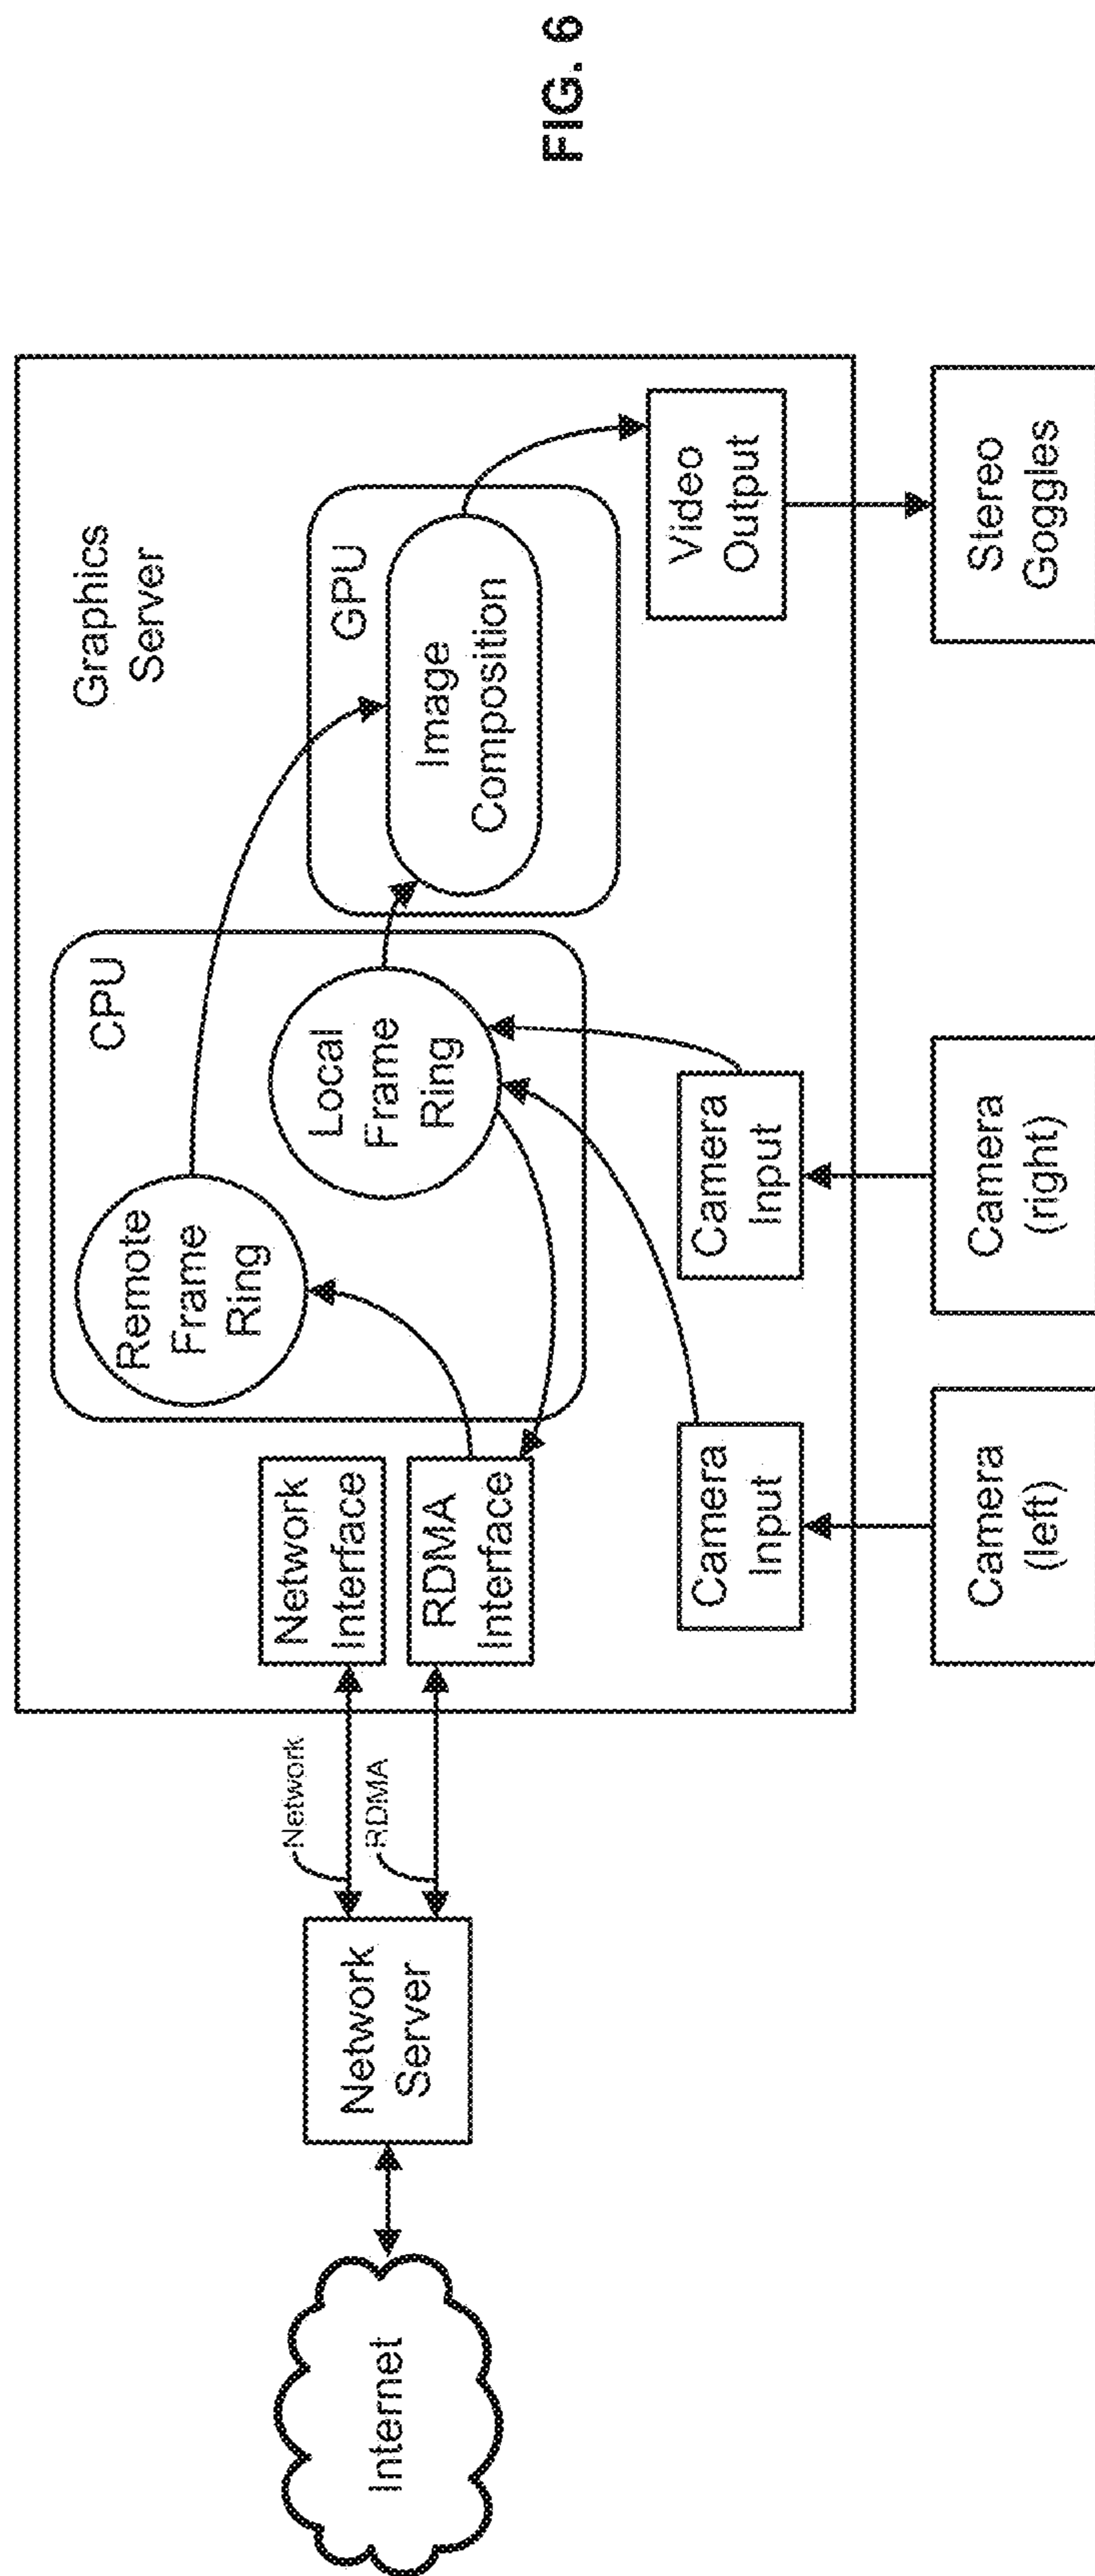 Graphics
Server
CPU
GPU
Remote
Frame
Ring
Local
Frame
Ring
Image
Composition
Network
Interface
RDMA
Interface
Network
RDMA
Internet
Network
Server
Camera
Input
Camera
Input
Video
Output
Camera
(left)
Camera
(right)
Stereo
Goggles
FIG. 6